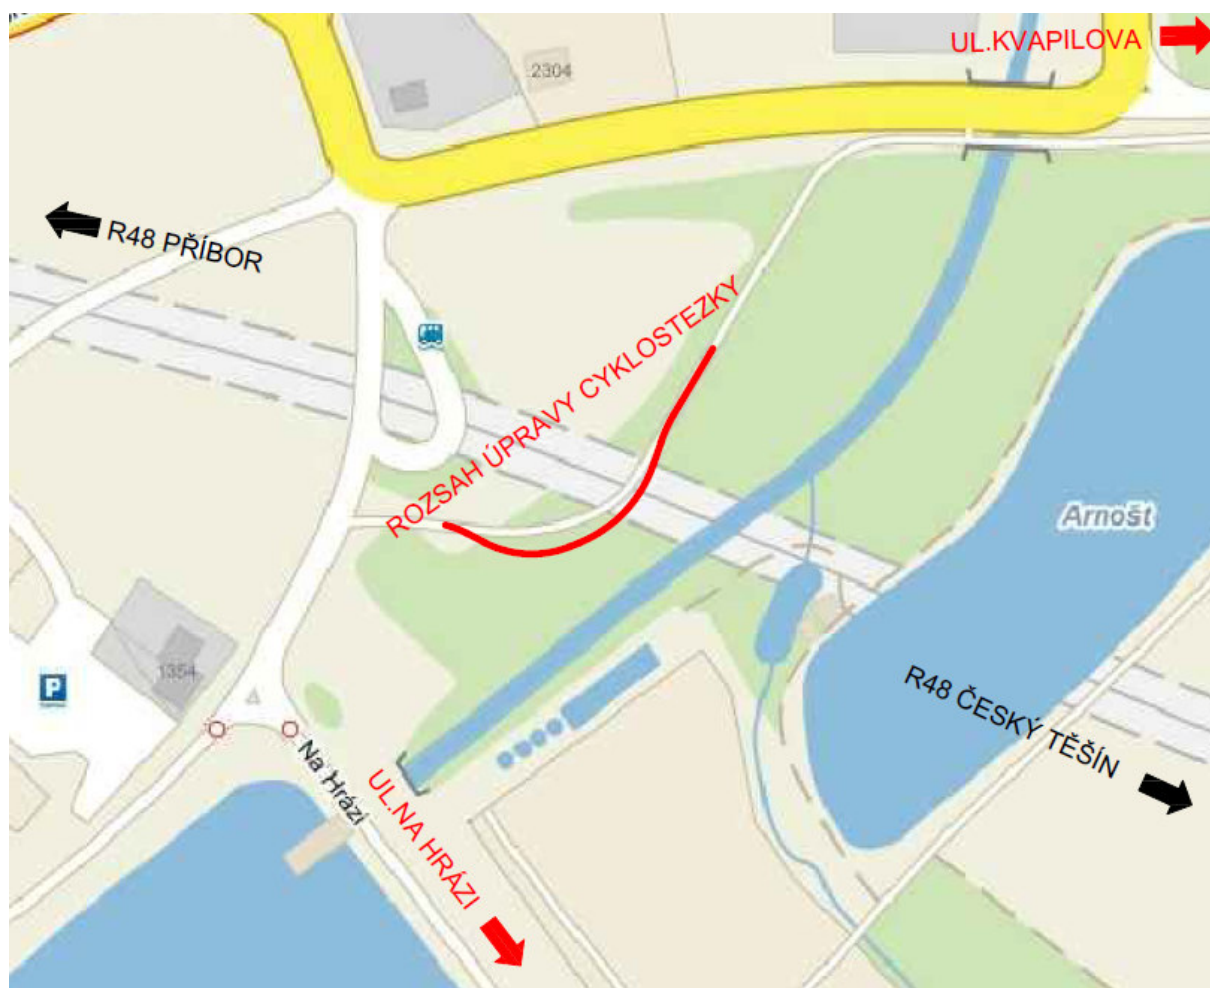 UL.KVAPILOVA
2304
R48 PŘÍBOR
ROZSAH ÚPRAVY CYKLOSTEZKY
Arnošt
1354
P
R48 ČESKÝ TĚŠÍN
Na Hrázi
UL.NA HRÁZI